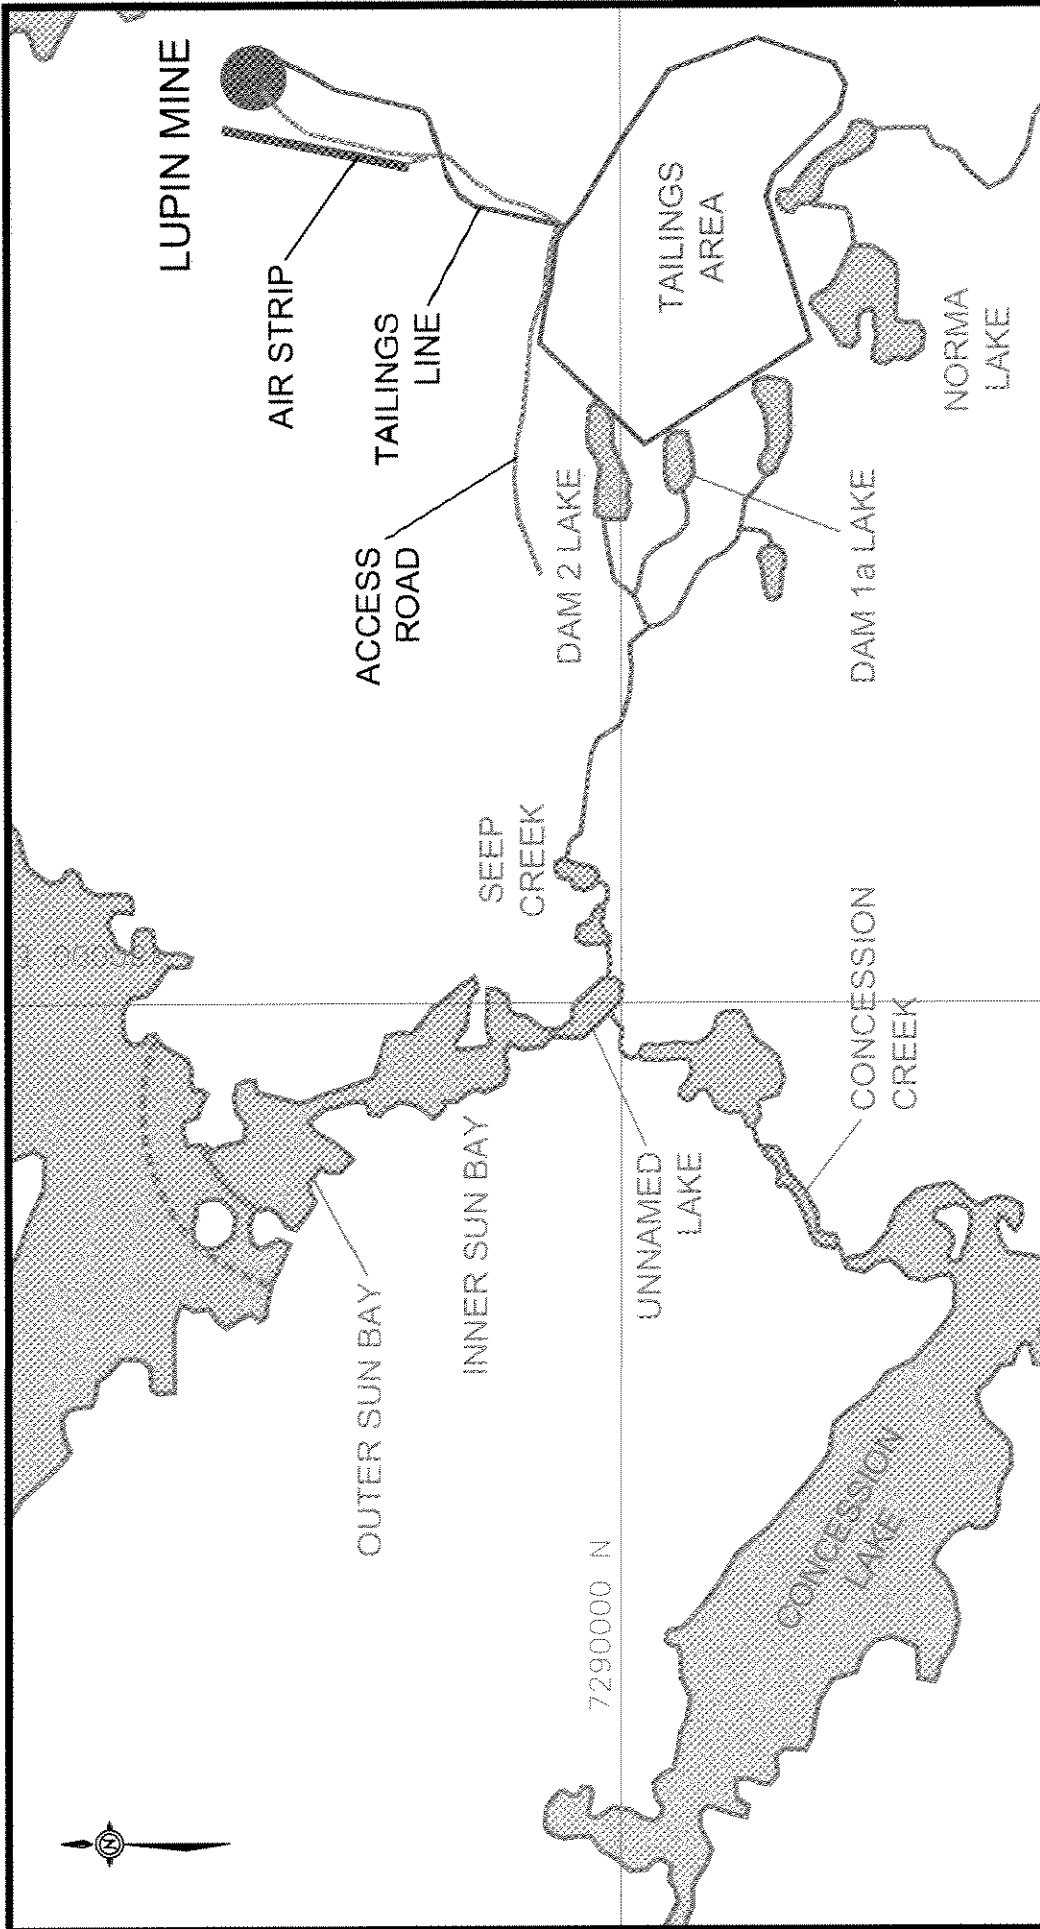 N
LUPIN MINE
AIR STRIP
OUTER SUN BAY
ACCESS
ROAD
TAILINGS
LINE
INNER SUN BAY
SEEP
CREEK
DAM 2 LAKE
7290000 N
UNNAMED
LAKE
TAILINGS
AREA
CONCESSION
LAKE
CONCESSION
CREEK
DAM 1a LAKE
NORMA
LAKE